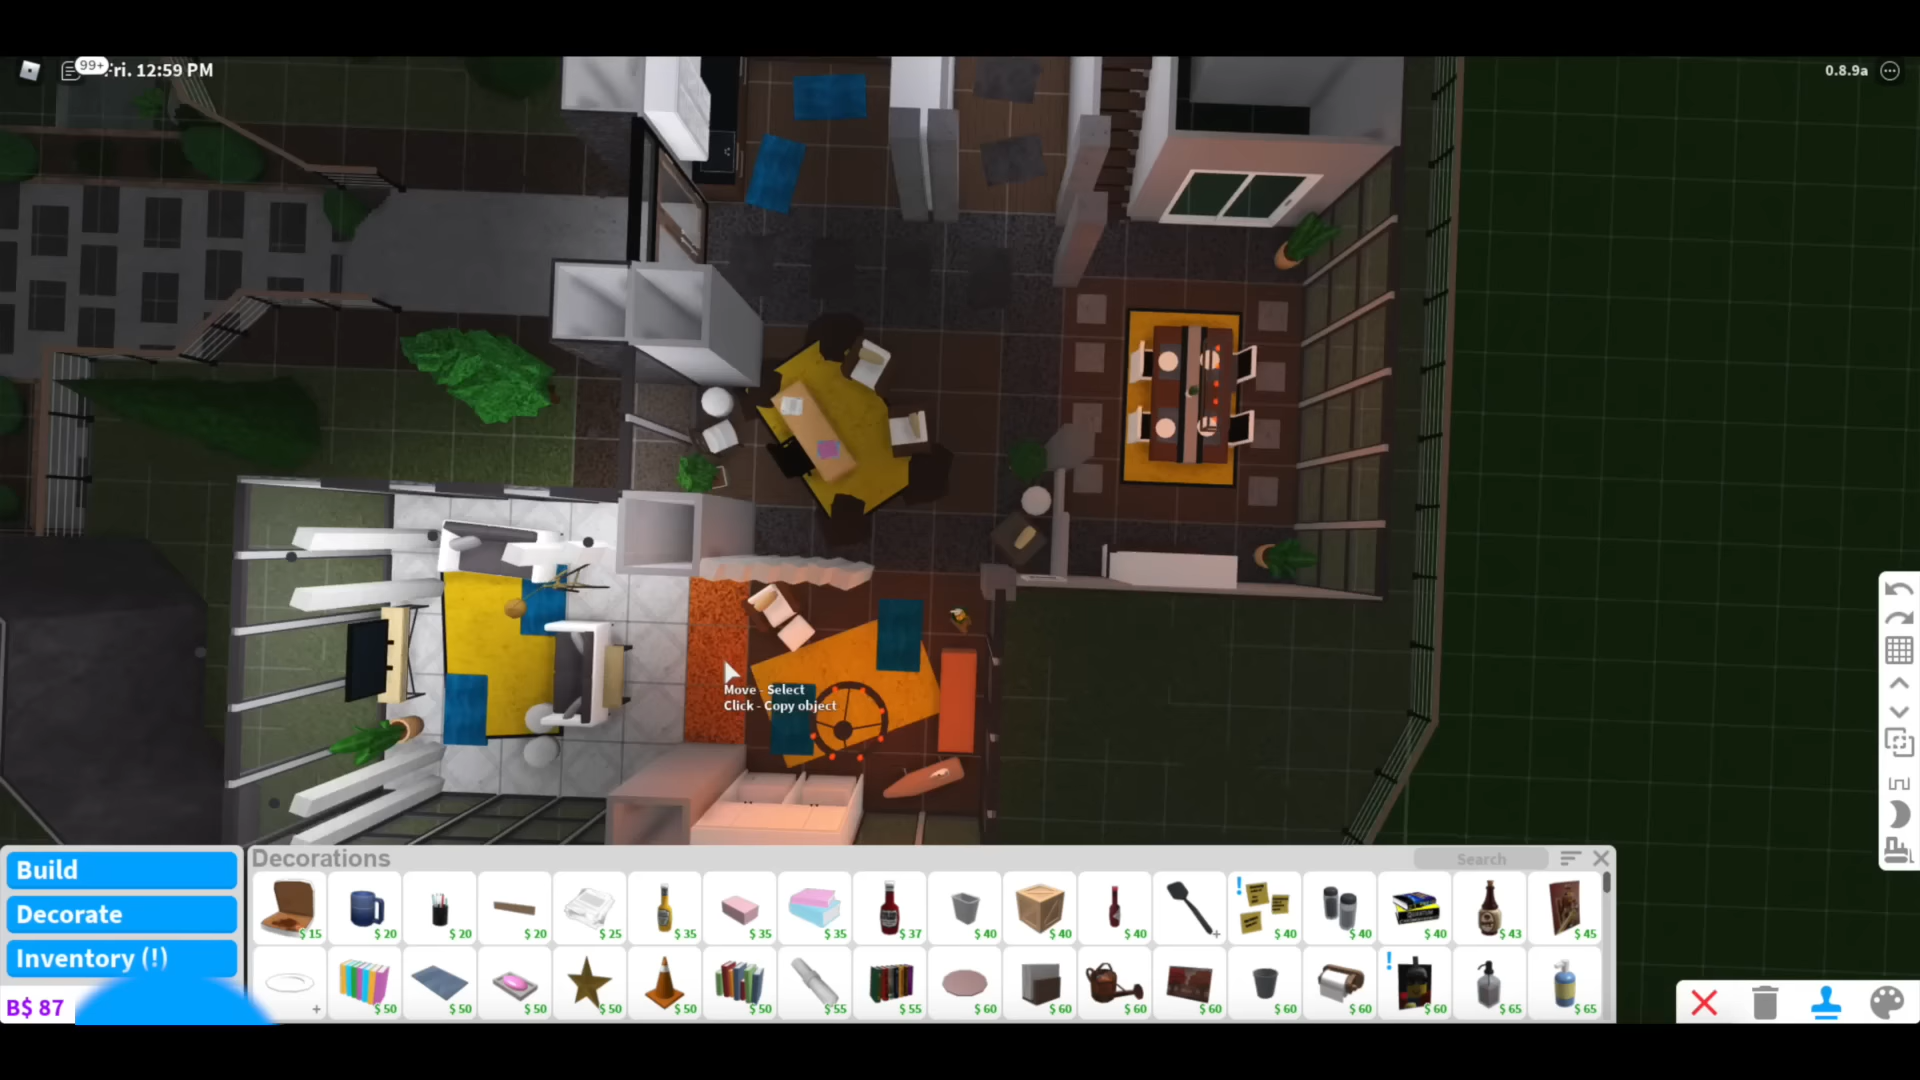 99+
Fri. 12:59 PM
0.8.9a
Move - Select
Click - Copy object
Build
Decorate
Inventory (!)
B$ 87
Decorations
Search
$ 15
$ 20
$ 20
$ 20
$ 25
$ 35
$ 35
$ 35
$ 37
$ 40
$ 40
$ 40
+
! $ 40
$ 40
$ 40
$ 43
$ 45
+
$ 50
$ 50
$ 50
$ 50
$ 50
$ 50
$ 55
$ 55
$ 60
$ 60
$ 60
$ 60
$ 60
$ 60
! $ 60
$ 65
$ 65